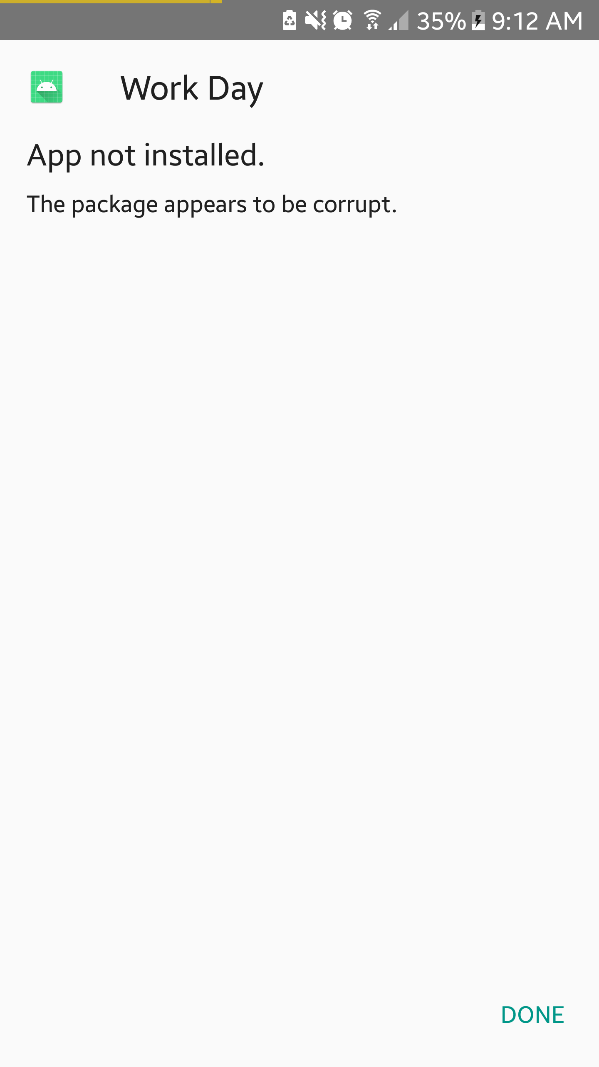 35% 9:12 AM
Work Day
App not installed.
The package appears to be corrupt.
DONE